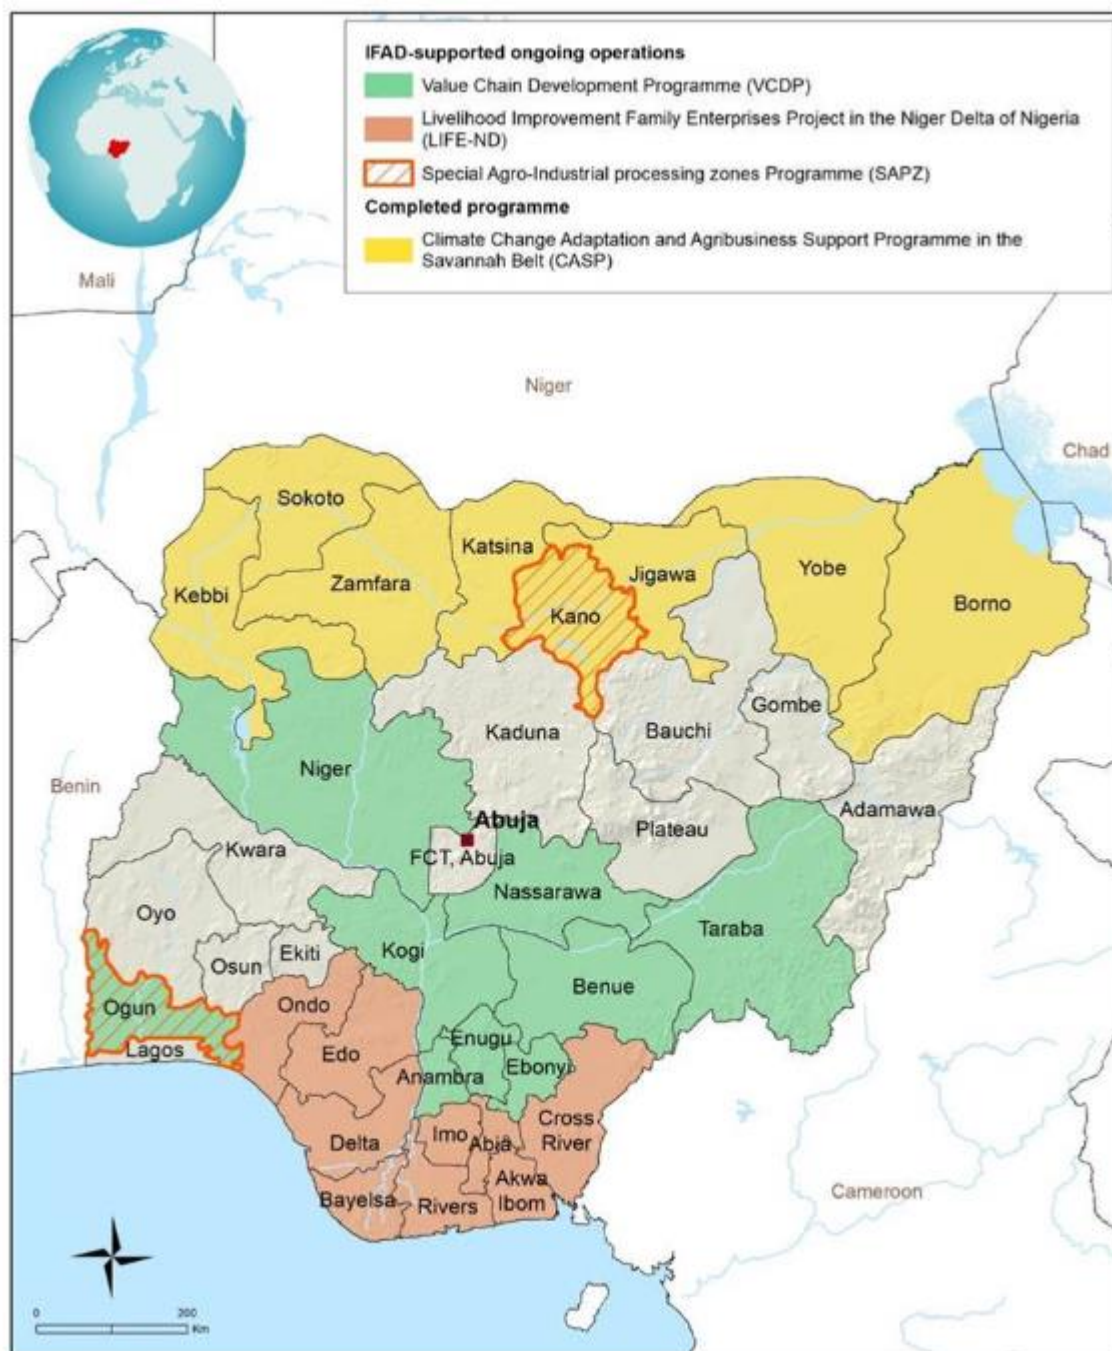 IFAD-supported ongoing operations
Value Chain Development Programme (VCDP)
Livelihood Improvement Family Enterprises Project in the Niger Delta of Nigeria
(LIFE-ND)
Special Agro-Industrial processing zones Programme (SAPZ)
Completed programme
Climate Change Adaptation and Agribusiness Support Programme in the
Savannah Belt (CASP)
Mali
Niger
Chad
Sokoto
Katsina
Kebbi
Zamfara
Jigawa
Yobe
Kano
Borno
Gombe
Kaduna
Bauchi
Niger
Benin
Adamawa
Abuja
Plateau
Kwara
FCT, Abuja
Nassarawa
Oyo
Taraba
Kogi
Ekiti
Osun
Benue
Ogun
Ondo
Enugu
Lagos
Edo
Ebonyi
Anambra
Cross
River
Imo
Abia
Delta
Akwa
Ibom
Bayelsa
Rivers
Cameroon
0 200
Km